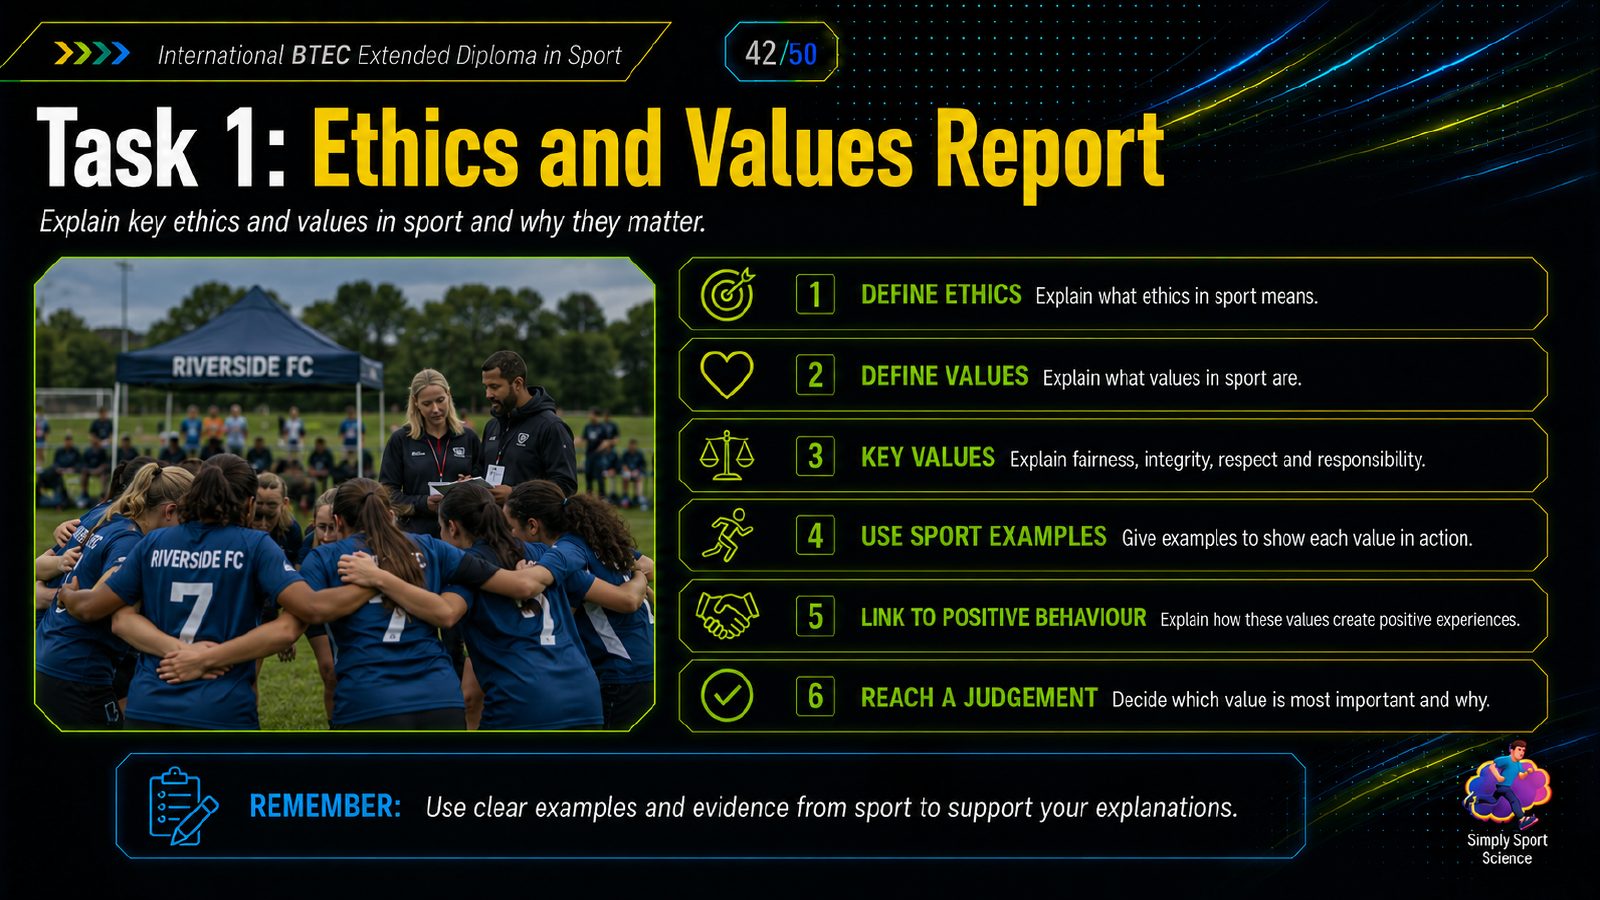 International BTEC Extended Diploma in Sport
42/50
Task 1: Ethics and Values Report
Explain key ethics and values in sport and why they matter.
RIVERSIDE FC
RIVERSIDE FC
7
7
7
1 DEFINE ETHICS Explain what ethics in sport means.
2 DEFINE VALUES Explain what values in sport are.
3 KEY VALUES Explain fairness, integrity, respect and responsibility.
4 USE SPORT EXAMPLES Give examples to show each value in action.
5 LINK TO POSITIVE BEHAVIOUR Explain how these values create positive experiences.
6 REACH A JUDGEMENT Decide which value is most important and why.
REMEMBER: Use clear examples and evidence from sport to support your explanations.
Simply Sport
Science